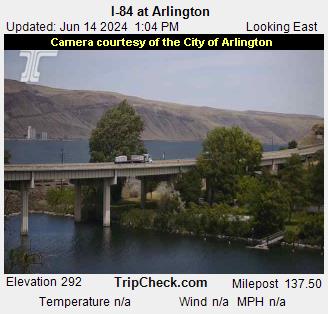 I-84 at Arlington
Updated: Jun 14 2024 1:04 PM Looking East
Camera courtesy of the City of Arlington
Elevation 292 TripCheck.com Milepost 137.50
Temperature n/a Wind n/a MPH n/a